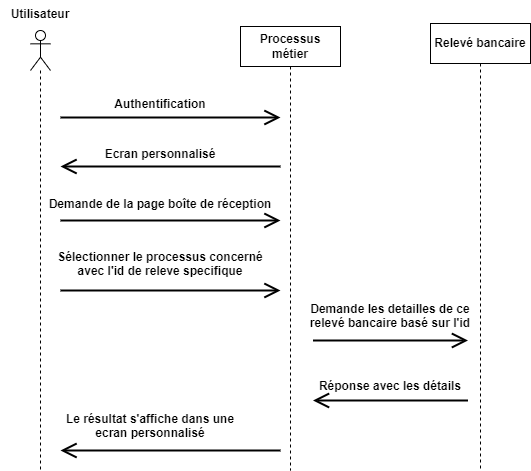 Utilisateur
Processus
métier
Relevé bancaire
Authentification
Ecran personnalisé
Demande de la page boîte de réception
Sélectionner le processus concerné
avec l'id de releve specifique
Demande les detailles de ce
relevé bancaire basé sur l'id
Réponse avec les détails
Le résultat s'affiche dans une
ecran personnalisé